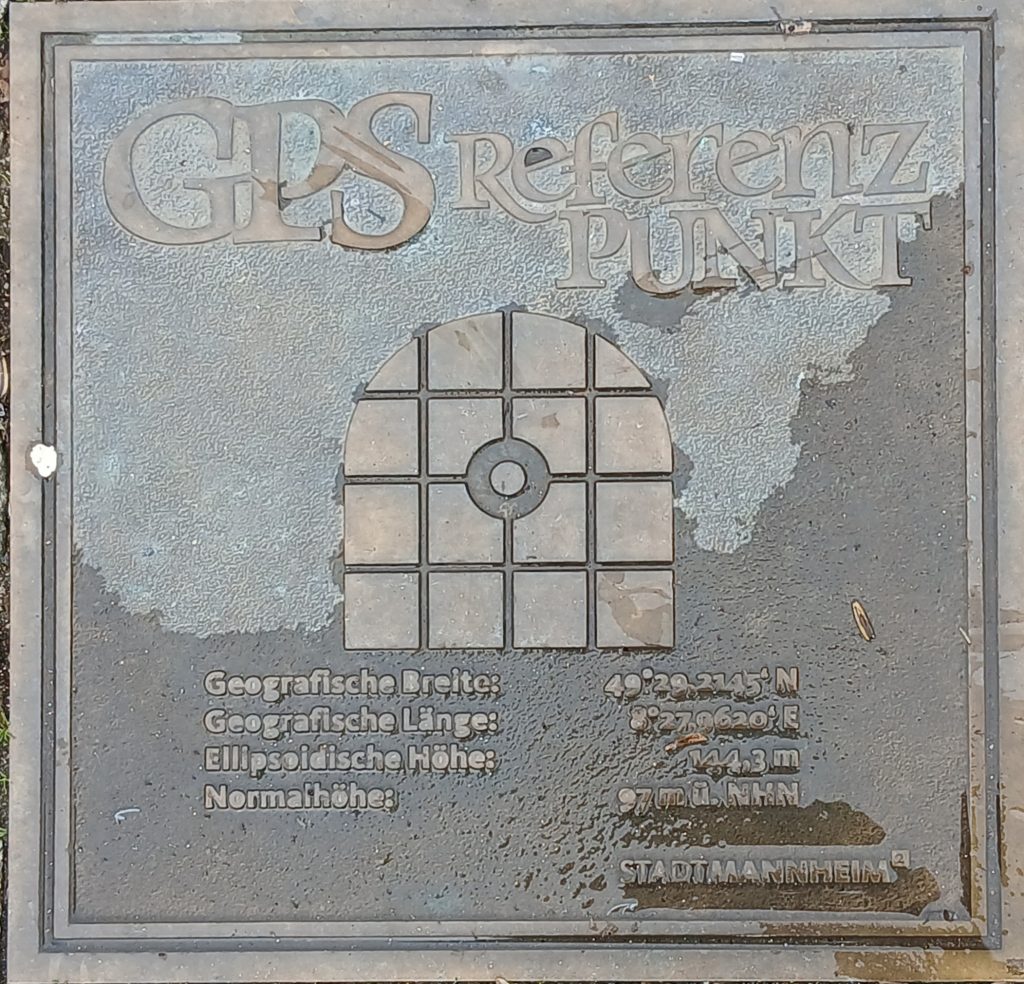 GPS Referenz
PUNKT
Geografische Breite: 49°29,2145‘ N
Geografische Länge: 8°27,9620‘ E
Ellipsoidische Höhe: 144,3 m
Normalhöhe: 97 m ü. NHN
STADTMANNHEIM²